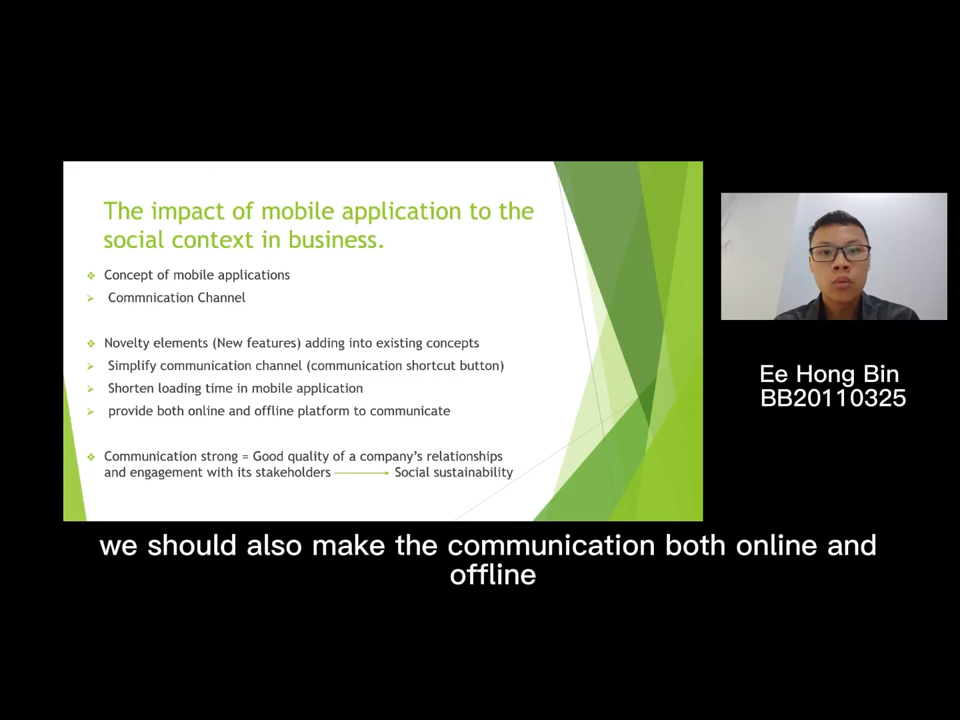 The impact of mobile application to the
social context in business.
Concept of mobile applications
Commnication Channel
Novelty elements (New features) adding into existing concepts
Simplify communication channel (communication shortcut button)
Shorten loading time in mobile application
provide both online and offline platform to communicate
Communication strong = Good quality of a company's relationships
and engagement with its stakeholders Social sustainability
Ee Hong Bin
BB20110325
we should also make the communication both online and
offline